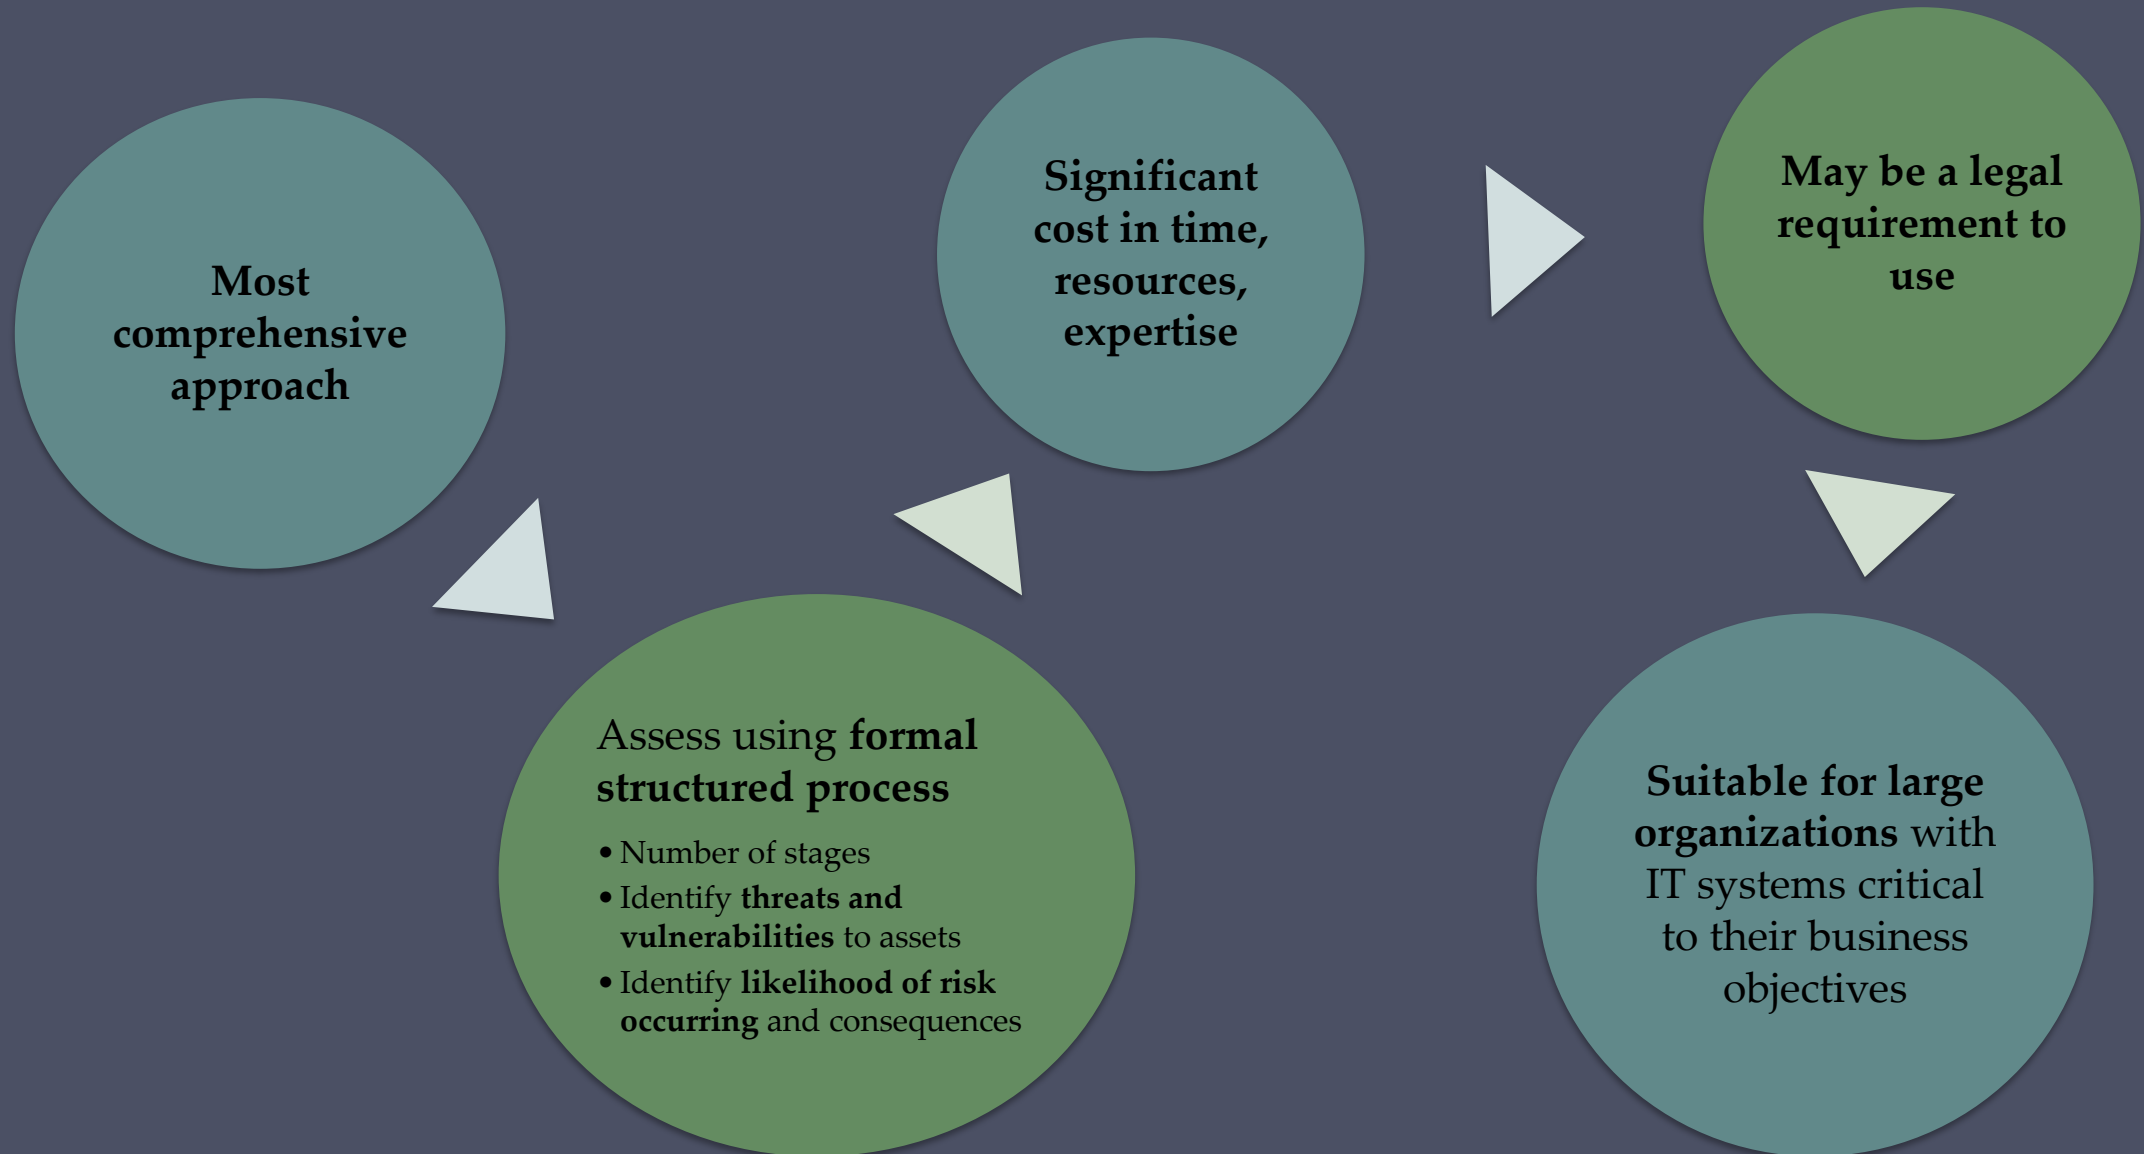 Most
comprehensive
approach
Assess using formal
structured process
• Number of stages
• Identify threats and
vulnerabilities to assets
• Identify likelihood of risk
occurring and consequences
Significant
cost in time,
resources,
expertise
May be a legal
requirement to
use
Suitable for large
organizations with
IT systems critical
to their business
objectives